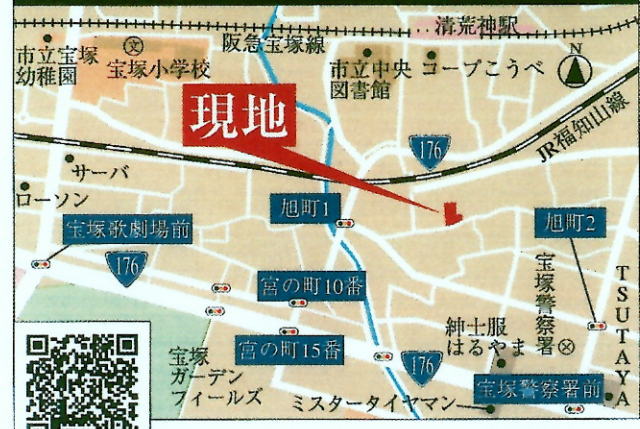 清荒神駅
阪急宝塚線
市立宝塚
幼稚園
宝塚小学校
文
市立中央
図書館
コープこうべ
N
現地
176
JR福知山線
サーバ
ローソン
旭町1
旭町2
宝塚歌劇場前
176
宮の町10番
宝塚警察署
TSUTAYA
紳士服
はるやま
宮の町15番
宝塚
ガーデン
フィールズ
176
宝塚警察署前
ミスタータイヤマン